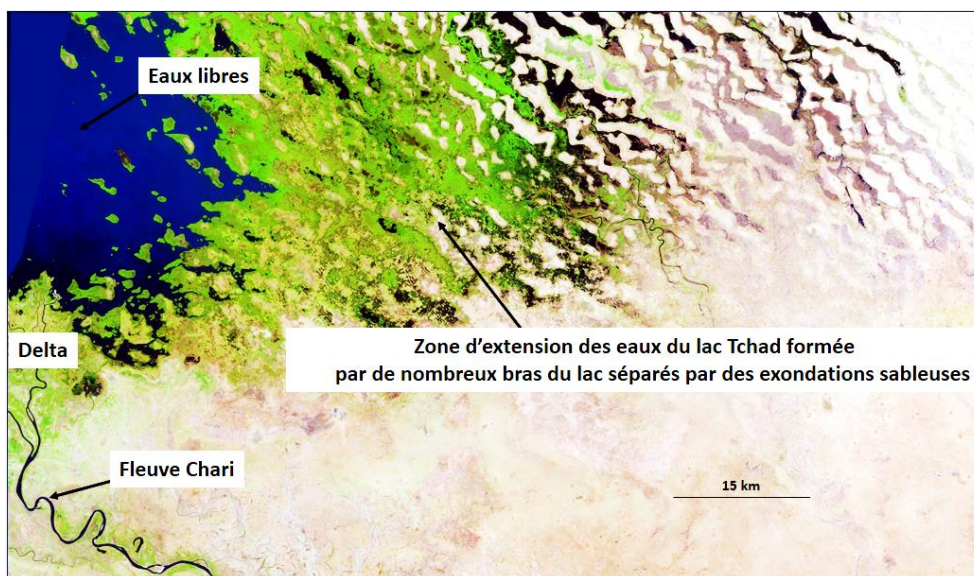 Eaux libres
Delta
Zone d'extension des eaux du lac Tchad formée
par de nombreux bras du lac séparés par des exondations sableuses
Fleuve Chari
15 km